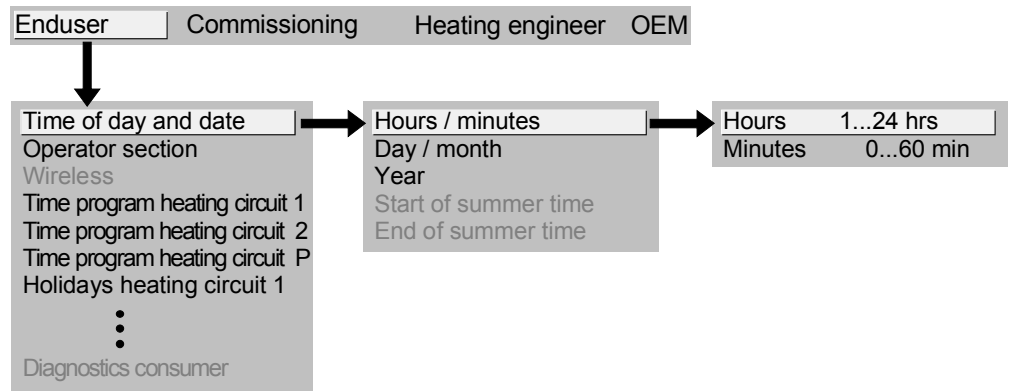 Enduser Commissioning Heating engineer OEM
Time of day and date
Operator section
Wireless
Time program heating circuit 1
Time program heating circuit 2
Time program heating circuit P
Holidays heating circuit 1
Diagnostics consumer
Hours / minutes
Day / month
Year
Start of summer time
End of summer time
Hours 1...24 hrs
Minutes 0...60 min